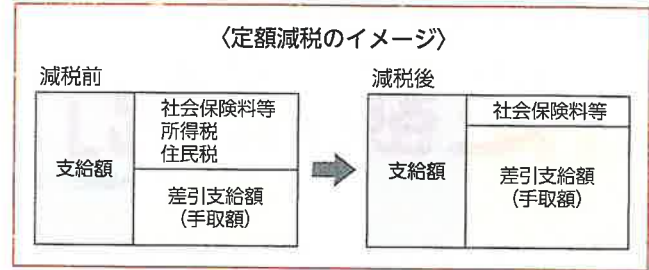 〈定額減税のイメージ〉
減税前
支給額
社会保険料等
所得税
住民税
差引支給額
(手取額)
減税後
支給額
社会保険料等
差引支給額
(手取額)